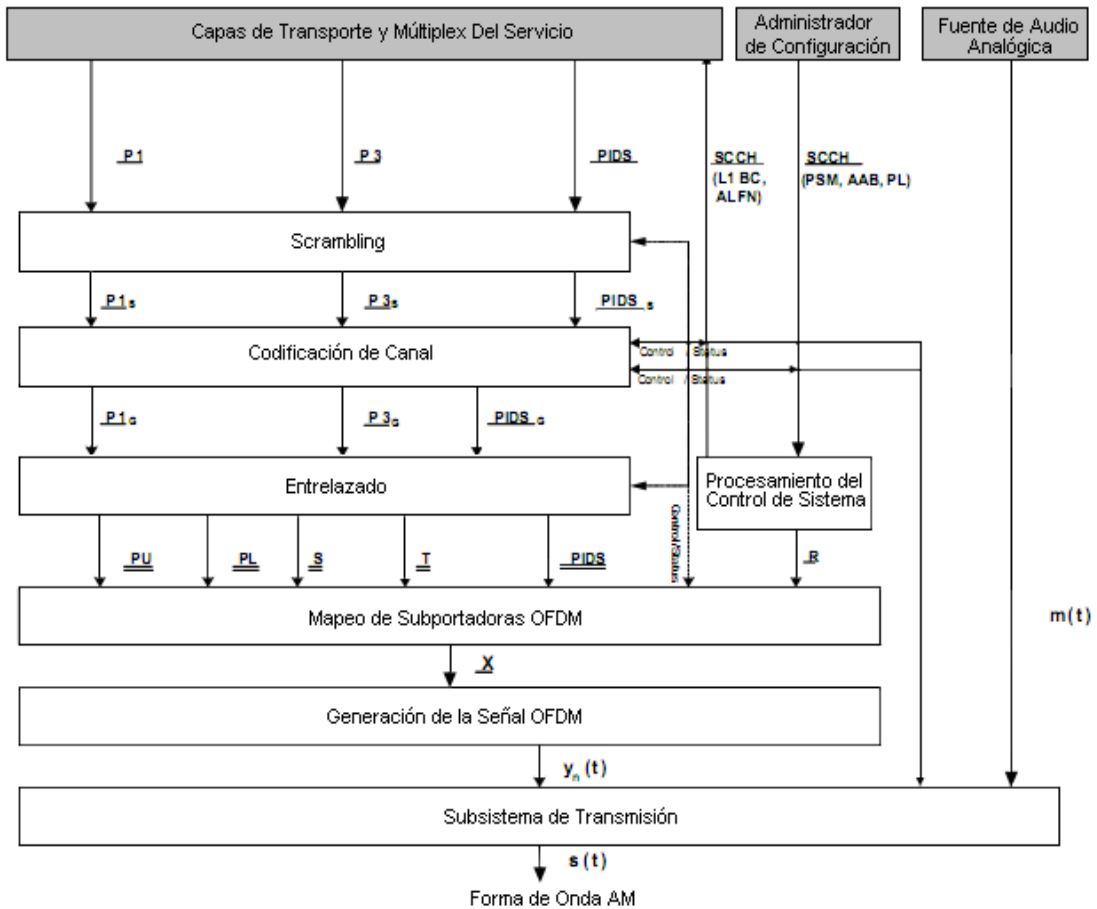 Capas de Transporte y Múltiplex Del Servicio
Administrador
de Configuración
Fuente de Audio
Analógica
P1
P3
PIDS
SCCH
(L1 BC,
ALFN)
SCCH
(PSM, AAB, PL)
Scrambling
P1s
P3s
PIDS s
Codificación de Canal
Control / Status
Control / Status
P1G
P3G
PIDS G
Entrelazado
Procesamiento del
Control de Sistema
Control/Status
PU
PL
S
T
PIDS
R
Mapeo de Subportadoras OFDM
m(t)
X
Generación de la Señal OFDM
yn (t)
Subsistema de Transmisión
s(t)
Forma de Onda AM